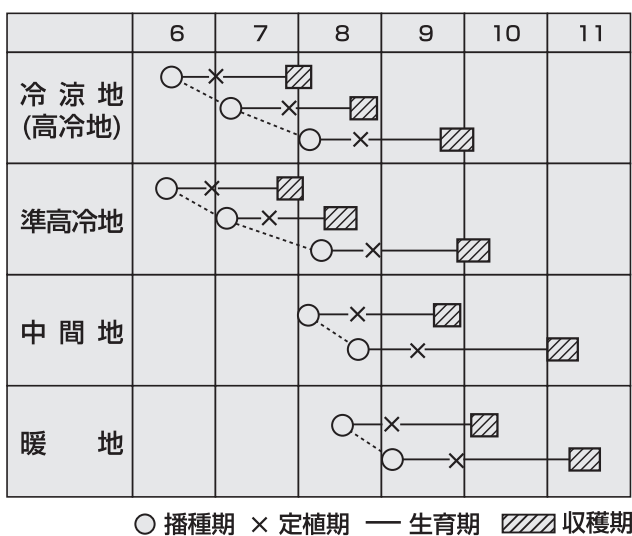 6 7 8 9 10 11
冷涼地
(高冷地)
準高冷地
中間地
暖地
播種期 定植期 生育期 収穫期